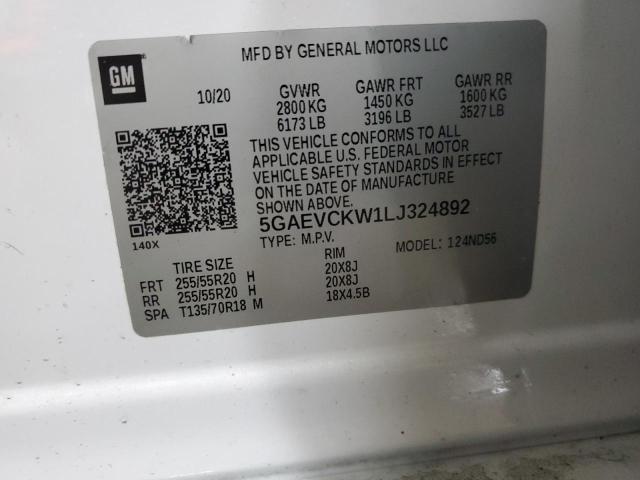 GM
MFD BY GENERAL MOTORS LLC
10/20 GVWR GAWR FRT GAWR RR
2800 KG 1450 KG 1600 KG
6173 LB 3196 LB 3527 LB
THIS VEHICLE CONFORMS TO ALL
APPLICABLE U.S. FEDERAL MOTOR
VEHICLE SAFETY STANDARDS IN EFFECT
ON THE DATE OF MANUFACTURE
SHOWN ABOVE.
5GAEVCKW1LJ324892
140X TYPE: M.P.V. MODEL: 124ND56
TIRE SIZE RIM
FRT 255/55R20 H 20X8J
RR 255/55R20 H 20X8J
SPA T135/70R18 M 18X4.5B